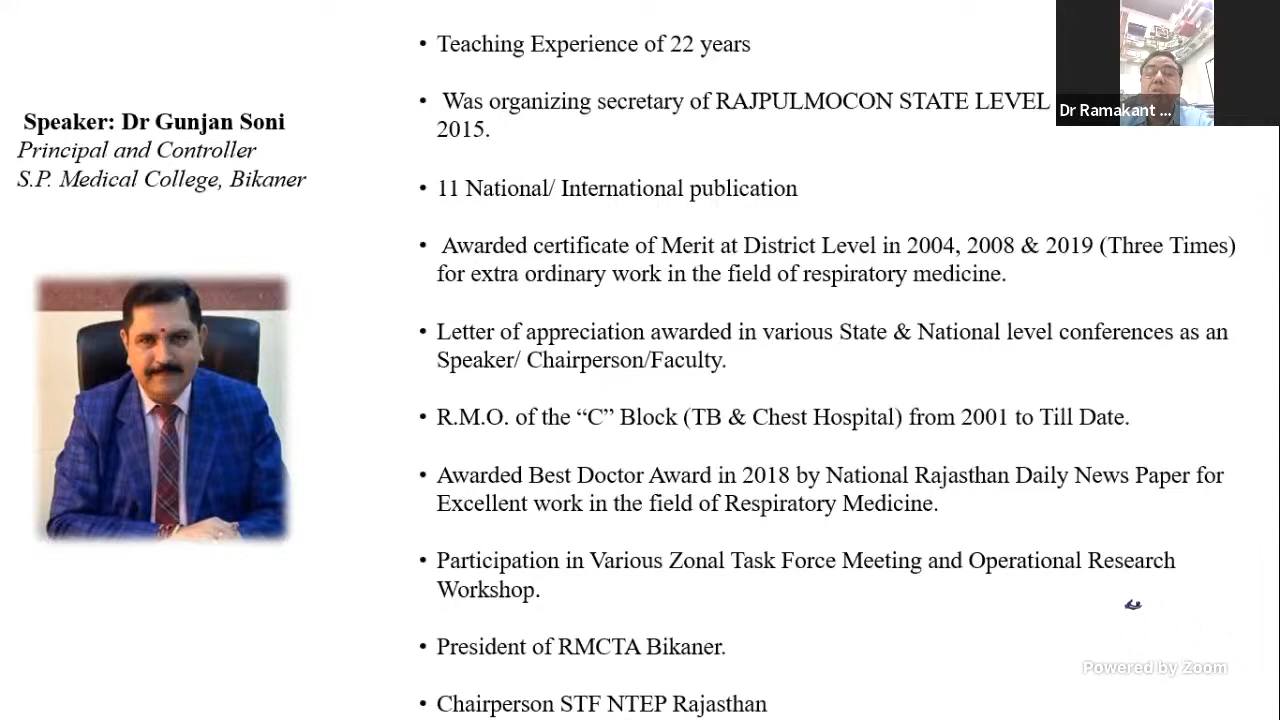 Speaker: Dr Gunjan Soni
Principal and Controller
S.P. Medical College, Bikaner
• Teaching Experience of 22 years
• Was organizing secretary of RAJPULMOCON STATE LEVEL
2015.
• 11 National/ International publication
• Awarded certificate of Merit at District Level in 2004, 2008 & 2019 (Three Times)
for extra ordinary work in the field of respiratory medicine.
• Letter of appreciation awarded in various State & National level conferences as an
Speaker/ Chairperson/Faculty.
• R.M.O. of the “C” Block (TB & Chest Hospital) from 2001 to Till Date.
• Awarded Best Doctor Award in 2018 by National Rajasthan Daily News Paper for
Excellent work in the field of Respiratory Medicine.
• Participation in Various Zonal Task Force Meeting and Operational Research
Workshop.
• President of RMCTA Bikaner.
• Chairperson STF NTEP Rajasthan
Dr Ramakant ...
Powered by Zoom